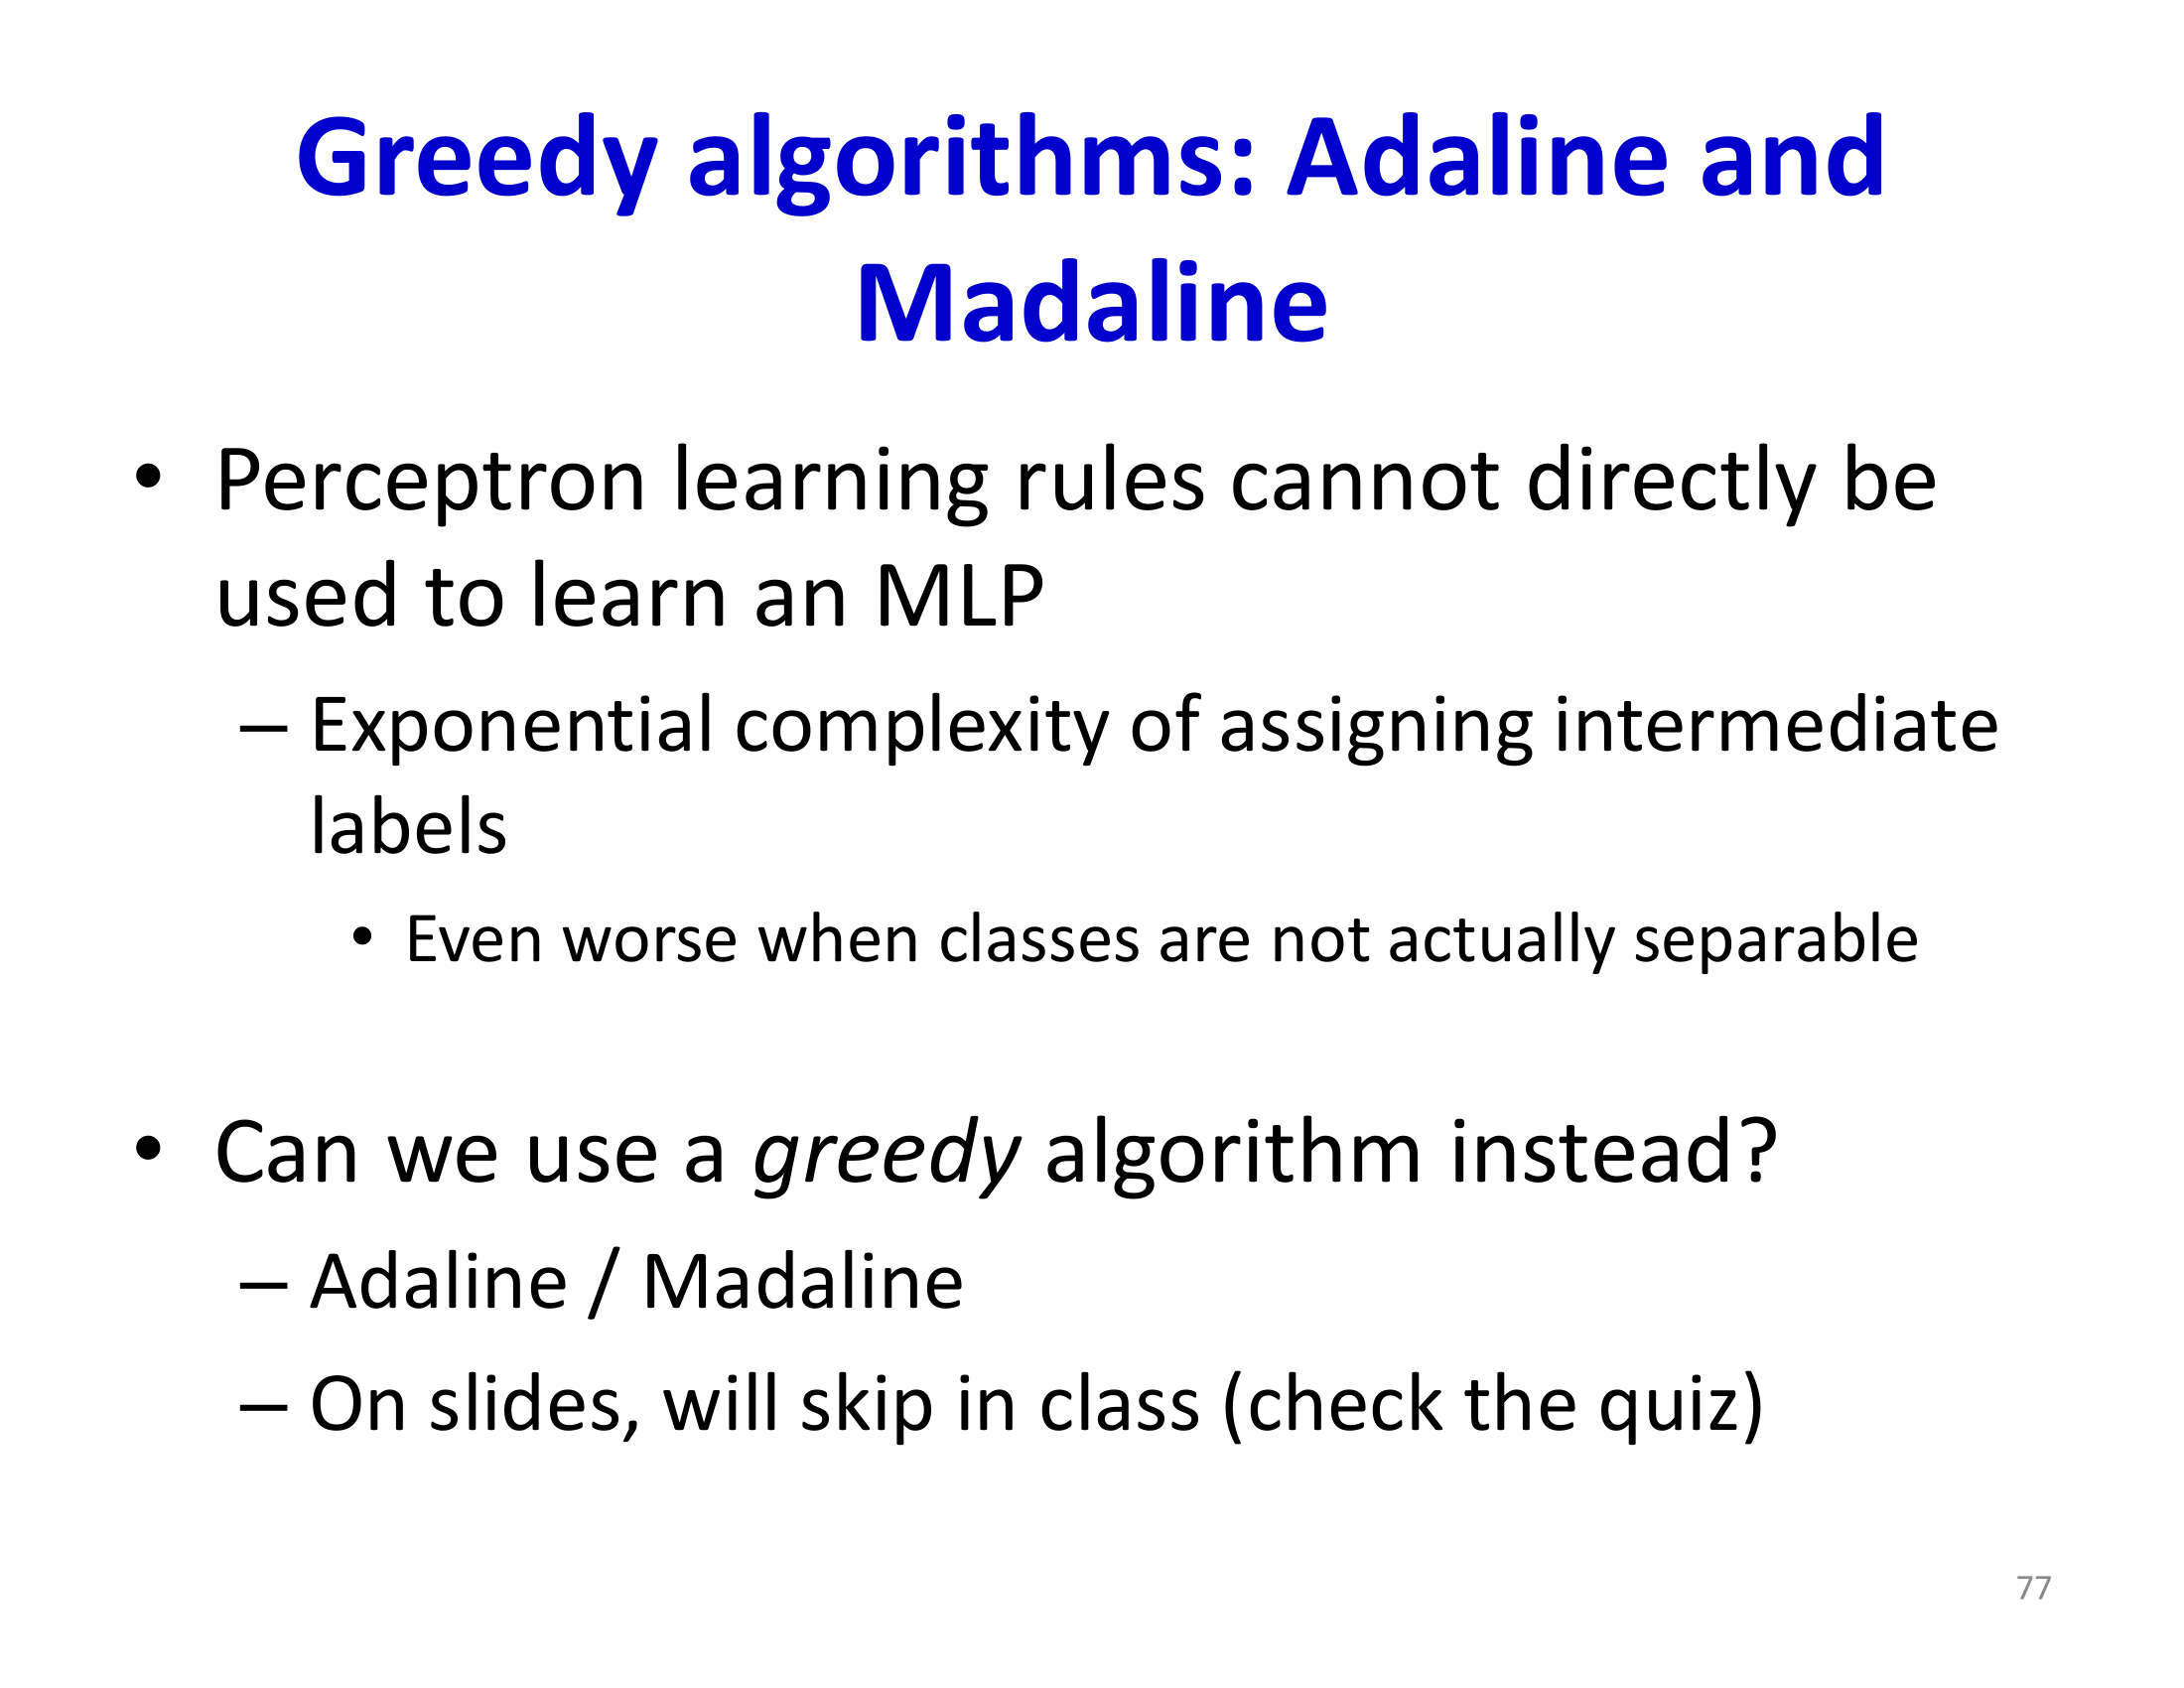 Greedy algorithms: Adaline and
Madaline
• Perceptron learning rules cannot directly be
used to learn an MLP
– Exponential complexity of assigning intermediate
labels
• Even worse when classes are not actually separable
• Can we use a greedy algorithm instead?
– Adaline / Madaline
– On slides, will skip in class (check the quiz)
77